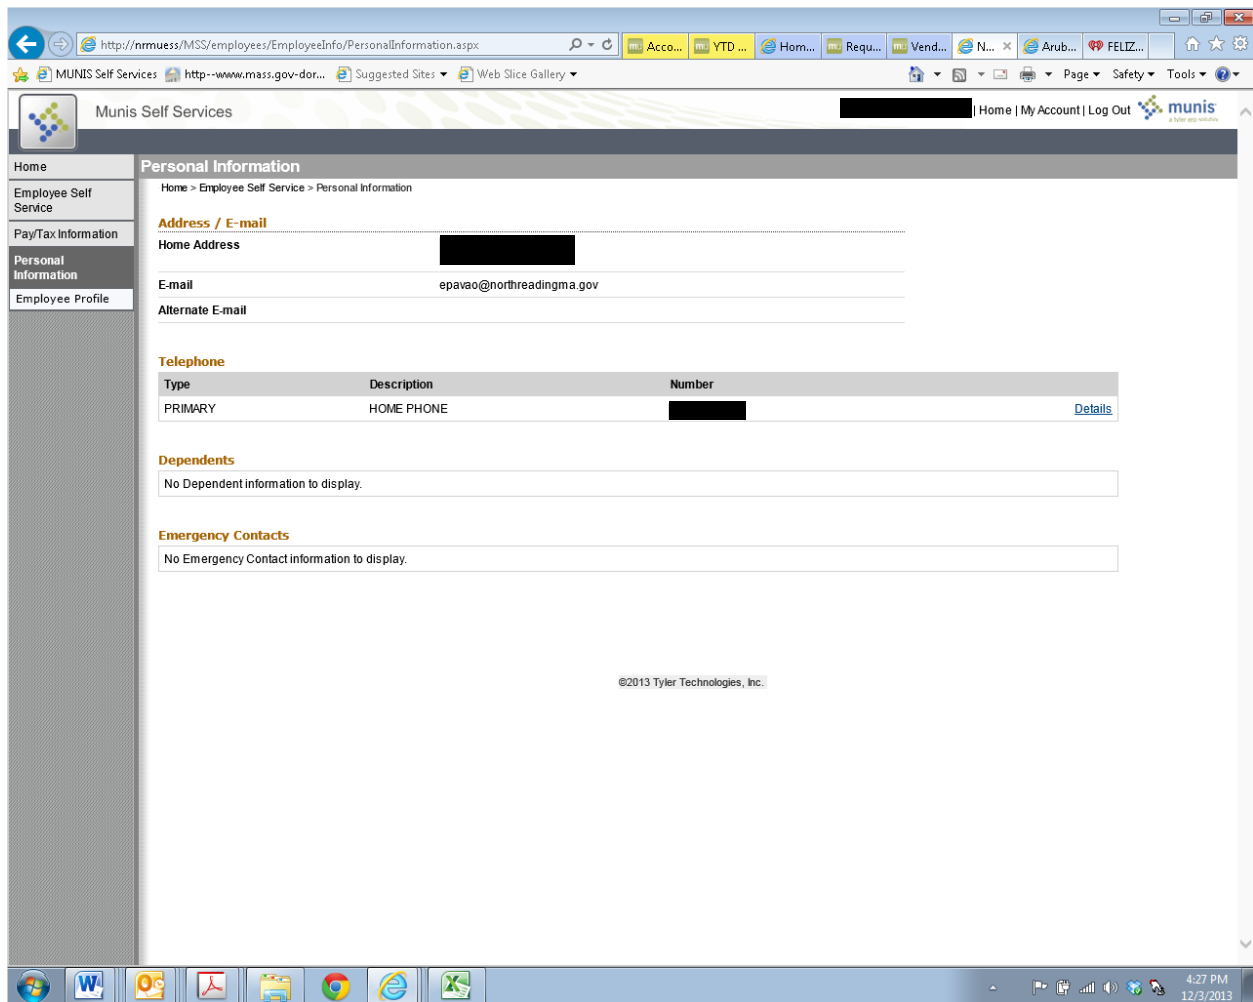 http://nrmuess/MSS/employees/EmployeeInfo/PersonalInformation.aspx
Acco...
YTD ...
Hom...
Requ...
Vend...
N...
Arub...
FELIZ...
MUNIS Self Services
http--www.mass.gov-dor...
Suggested Sites
Web Slice Gallery
Page
Safety
Tools
Munis Self Services
| Home | My Account | Log Out
munis
Home
Personal Information
Employee Self
Service
Home > Employee Self Service > Personal Information
Pay/Tax Information
Personal
Information
Employee Profile
Address / E-mail
Home Address
E-mail epavao@northreadingma.gov
Alternate E-mail
Telephone
Type Description Number
PRIMARY HOME PHONE Details
Dependents
No Dependent information to display.
Emergency Contacts
No Emergency Contact information to display.
©2013 Tyler Technologies, Inc.
4:27 PM
12/3/2013